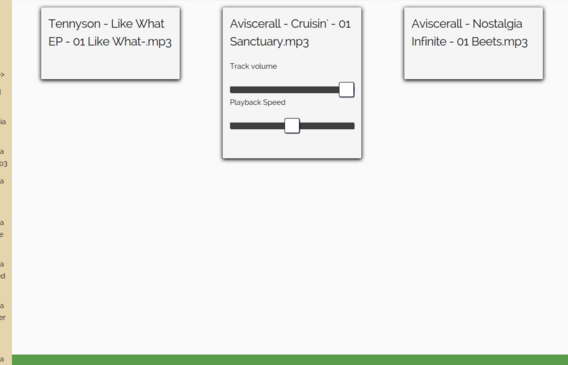 Tennyson - Like What
EP - 01 Like What-.mp3
Aviscerall - Cruisin' - 01
Sanctuary.mp3
Track volume
Playback Speed
Aviscerall - Nostalgia
Infinite - 01 Beets.mp3